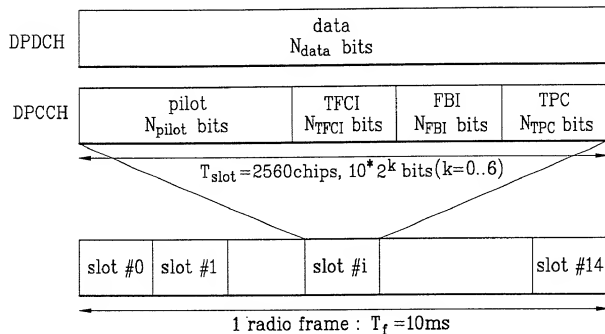 DPDCH
data
N_data bits
DPCCH
pilot TFCI FBI TPC
N_pilot bits N_TFCI bits N_FBI bits N_TPC bits
T_slot=2560chips, 10*2^k bits(k=0..6)
slot #0 slot #1 slot #i slot #14
1 radio frame : T_f=10ms